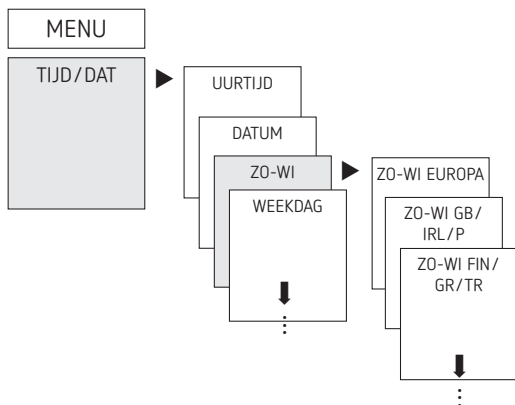 MENU
TIJD/DAT
UURTIJD
DATUM
ZO-WI
WEEKDAG
ZO-WI EUROPA
ZO-WI GB/
IRL/P
ZO-WI FIN/
GR/TR